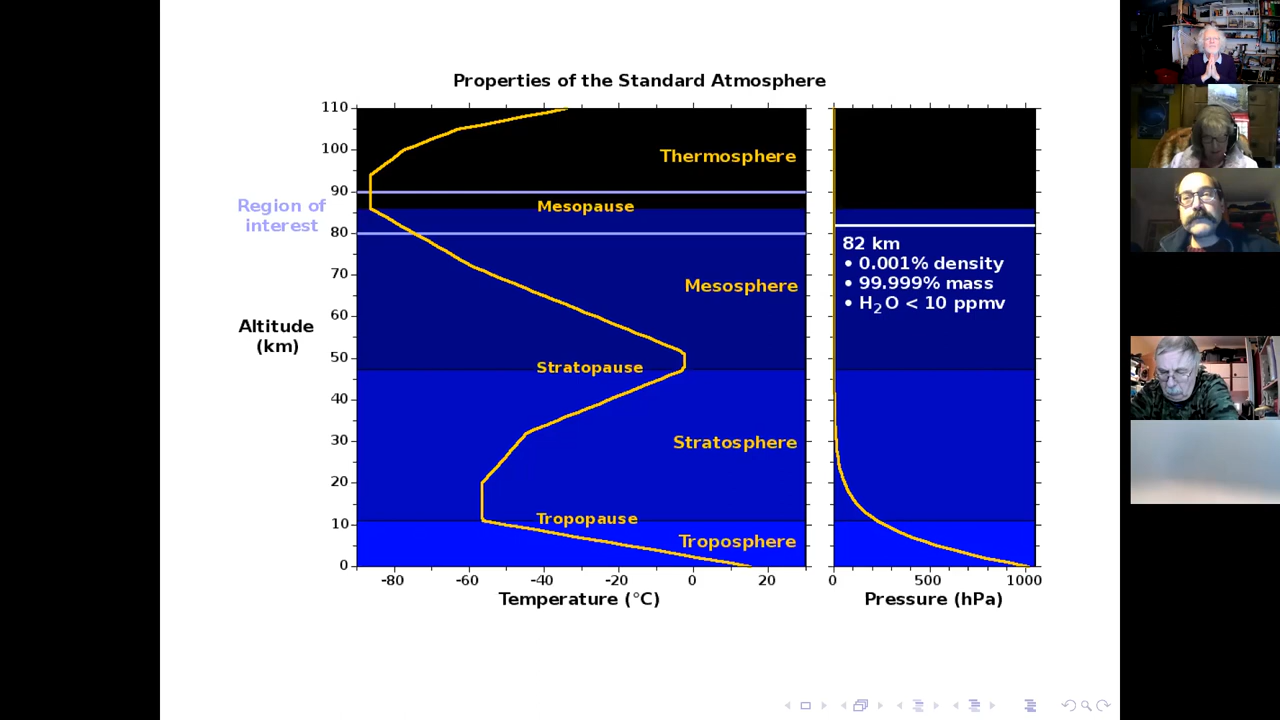 Properties of the Standard Atmosphere
110
100
90
80
70
60
50
40
30
20
10
0
Region of
interest
Altitude
(km)
Thermosphere
Mesopause
Mesosphere
Stratopause
Stratosphere
Tropopause
Troposphere
-80 -60 -40 -20 0 20
Temperature (°C)
82 km
• 0.001% density
• 99.999% mass
• H₂O < 10 ppmv
0 500 1000
Pressure (hPa)